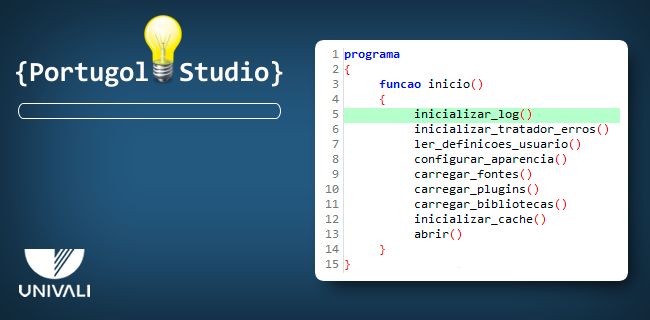 {Portugol Studio}
1 programa
2 {
3 funcao inicio()
4 {
5 inicializar_log()
6 inicializar_tratador_erros()
7 ler_definicoes_usuario()
8 configurar_aparencia()
9 carregar_fontes()
10 carregar_plugins()
11 carregar_bibliotecas()
12 inicializar_cache()
13 abrir()
14 }
15 }
UNIVALI